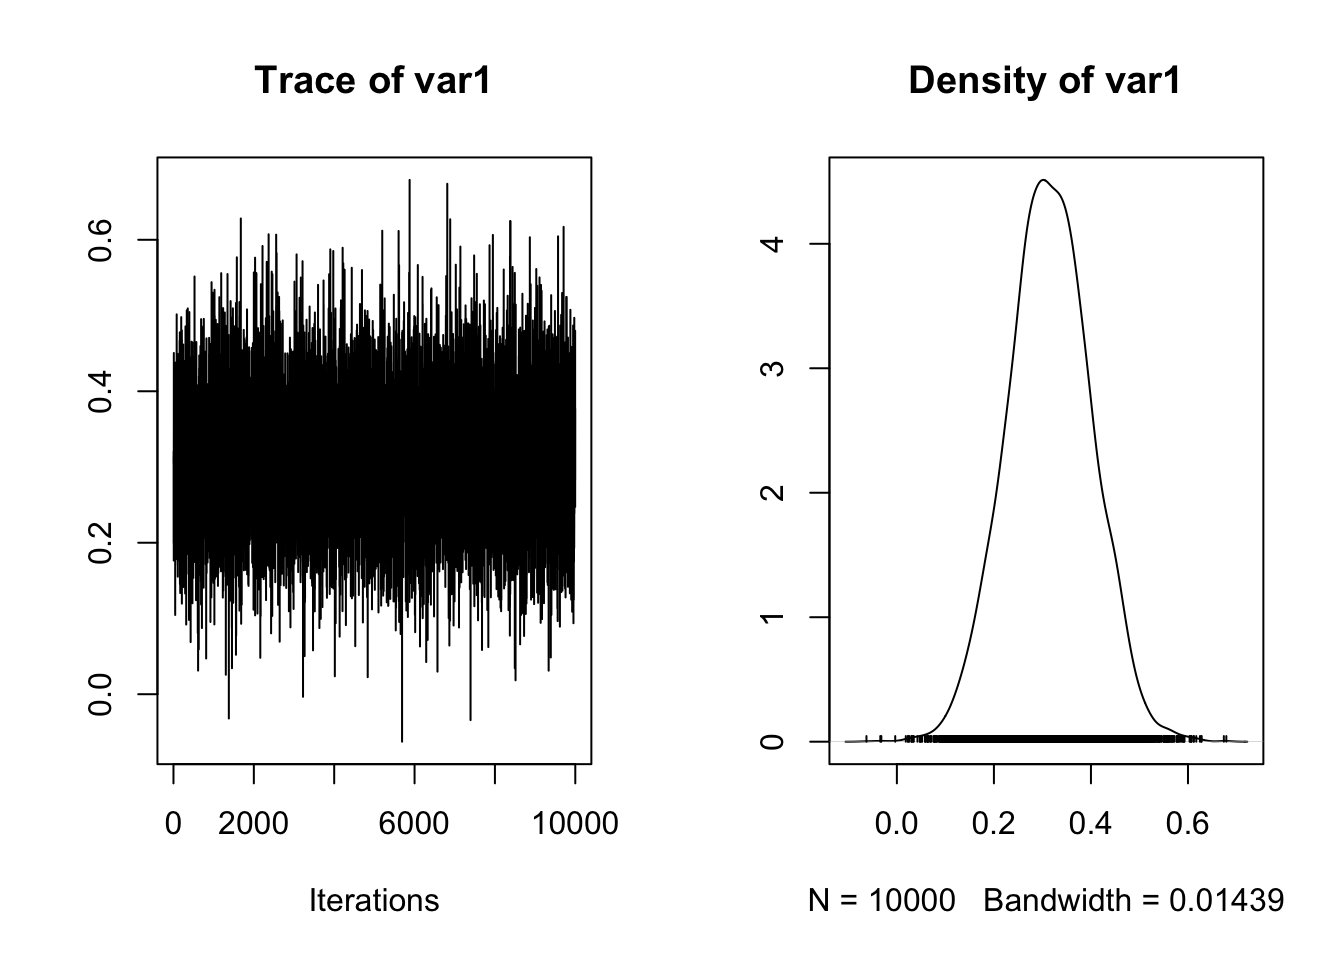 Trace of var1
0.6
0.4
0.2
0.0
0 2000 6000 10000
Iterations
Density of var1
4
3
2
1
0
0.0 0.2 0.4 0.6
N = 10000 Bandwidth = 0.01439